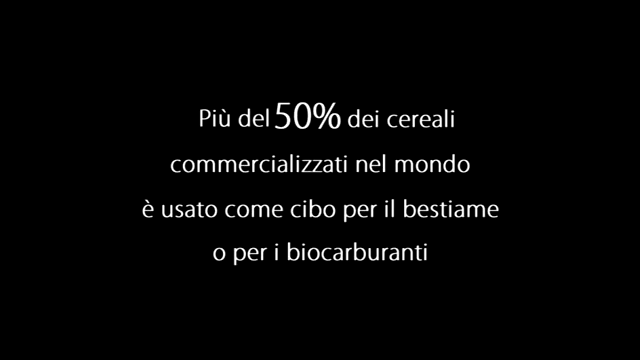 Più del 50% dei cereali
commercializzati nel mondo
è usato come cibo per il bestiame
o per i biocarburanti